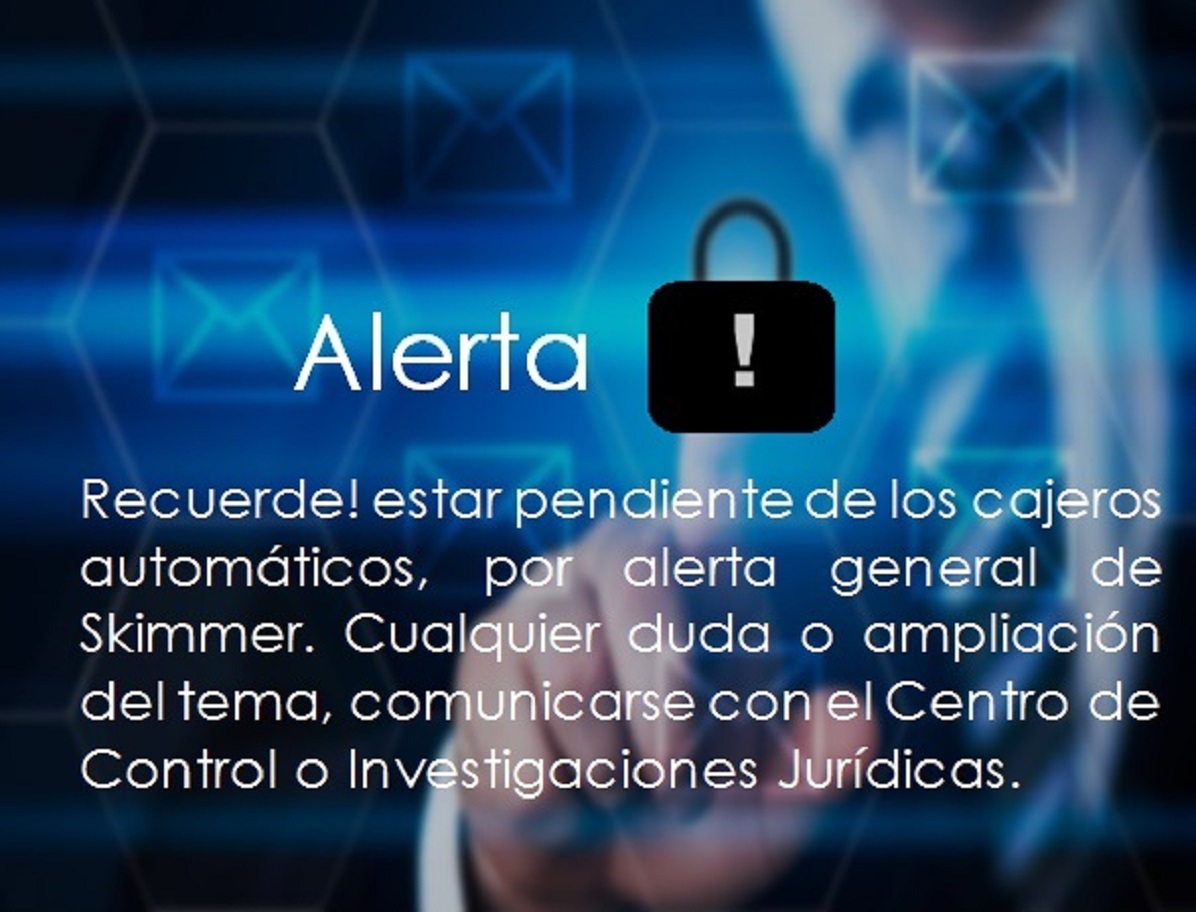 Alerta
!
Recuerde! estar pendiente de los cajeros
automáticos, por alerta general de
Skimmer. Cualquier duda o ampliación
del tema, comunicarse con el Centro de
Control o Investigaciones Jurídicas.